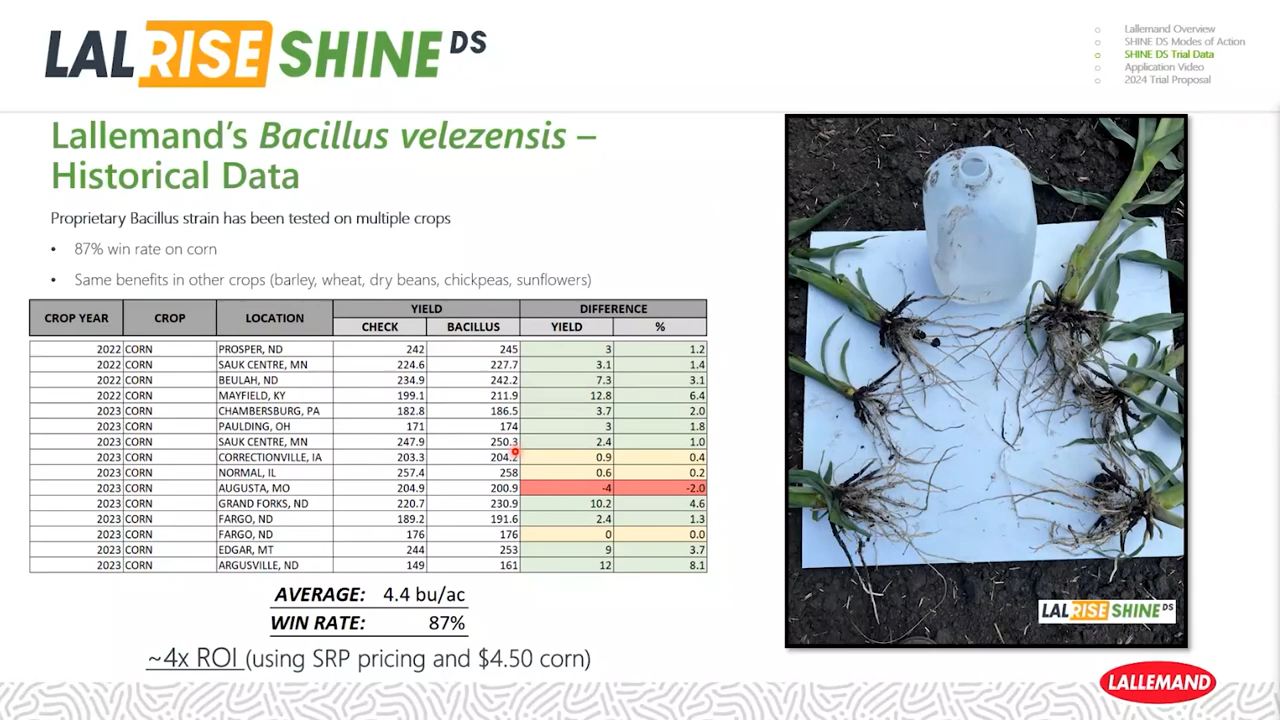 LALRISE SHINE DS
Lallemand Overview
SHINE DS Modes of Action
SHINE DS Trial Data
Application Video
2024 Trial Proposal
Lallemand's Bacillus velezensis –
Historical Data
Proprietary Bacillus strain has been tested on multiple crops
• 87% win rate on corn
• Same benefits in other crops (barley, wheat, dry beans, chickpeas, sunflowers)
CROP YEAR CROP LOCATION YIELD DIFFERENCE
CHECK BACILLUS YIELD %
2022 CORN PROSPER, ND 242 245 3 1.2
2022 CORN SAUK CENTRE, MN 224.6 227.7 3.1 1.4
2022 CORN BEULAH, ND 234.9 242.2 7.3 3.1
2022 CORN MAYFIELD, KY 199.1 211.9 12.8 6.4
2023 CORN CHAMBERSBURG, PA 182.8 186.5 3.7 2.0
2023 CORN PAULDING, OH 171 174 3 1.8
2023 CORN SAUK CENTRE, MN 247.9 250.3 2.4 1.0
2023 CORN CORRECTIONVILLE, IA 203.3 204.2 0.9 0.4
2023 CORN NORMAL, IL 257.4 258 0.6 0.2
2023 CORN AUGUSTA, MO 204.9 200.9 -4 -2.0
2023 CORN GRAND FORKS, ND 220.7 230.9 10.2 4.6
2023 CORN FARGO, ND 189.2 191.6 2.4 1.3
2023 CORN FARGO, ND 176 176 0 0.0
2023 CORN EDGAR, MT 244 253 9 3.7
2023 CORN ARGUSVILLE, ND 149 161 12 8.1
AVERAGE: 4.4 bu/ac
WIN RATE: 87%
~4x ROI (using SRP pricing and $4.50 corn)
LALRISE SHINE DS
LALLEMAND